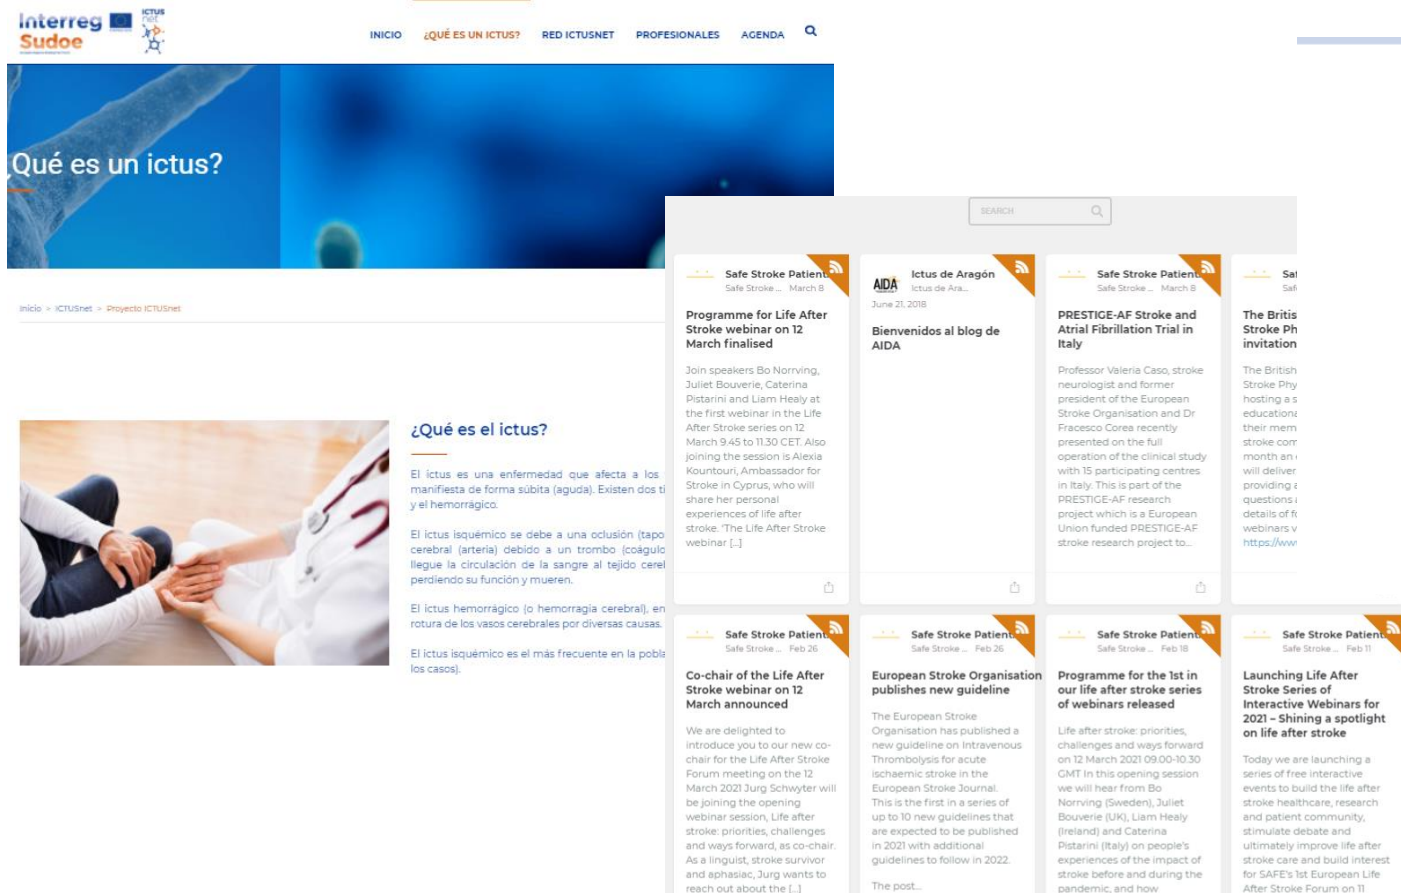 Interreg
Sudoe
ICTUS
net
INICIO
¿QUÉ ES UN ICTUS?
RED ICTUSNET
PROFESIONALES
AGENDA
¿Qué es un ictus?
Inicio > ICTUSnet > Proyecto ICTUSnet
¿Qué es el ictus?
El ictus es una enfermedad que afecta a los
manifiesta de forma súbita (aguda). Existen dos ti
y el hemorrágico.
El ictus isquémico se debe a una oclusión (tapo
cerebral (arteria) debido a un trombo (coágulo
llegue la circulación de la sangre al tejido cerel
perdiendo su función y mueren.
El ictus hemorrágico (o hemorragia cerebral), en
rotura de los vasos cerebrales por diversas causas.
El ictus isquémico es el más frecuente en la pobla
los casos).
SEARCH
Safe Stroke Patient
Safe Stroke ... March 8
Programme for Life After
Stroke webinar on 12
March finalised
Join speakers Bo Norrving,
Juliet Bouverie, Caterina
Pistarini and Liam Healy at
the first webinar in the Life
After Stroke series on 12
March 9.45 to 11.30 CET. Also
joining the session is Alexia
Kountouri, Ambassador for
Stroke in Cyprus, who will
share her personal
experiences of life after
stroke. 'The Life After Stroke
webinar [...]
AIDA
Ictus de Aragón
Ictus de Ara...
June 21, 2018
Bienvenidos al blog de
AIDA
Safe Stroke Patient
Safe Stroke ... March 8
PRESTIGE-AF Stroke and
Atrial Fibrillation Trial in
Italy
Professor Valeria Caso, stroke
neurologist and former
president of the European
Stroke Organisation and Dr
Fracesco Corea recently
presented on the full
operation of the clinical study
with 15 participating centres
in Italy. This is part of the
PRESTIGE-AF research
project which is a European
Union funded PRESTIGE-AF
stroke research project to...
Saf
Safe
The Britis
Stroke Ph
invitation
The British
Stroke Phy
hosting a s
educationa
their mem
stroke com
month an
will deliver
providing a
questions a
details of fo
webinars v
https://ww
Safe Stroke Patient
Safe Stroke ... Feb 26
Co-chair of the Life After
Stroke webinar on 12
March announced
We are delighted to
introduce you to our new co-
chair for the Life After Stroke
Forum meeting on the 12
March 2021 Jurg Schwyter will
be joining the opening
webinar session, Life after
stroke: priorities, challenges
and ways forward, as co-chair.
As a linguist, stroke survivor
and aphasiac, Jurg wants to
reach out about the [...]
Safe Stroke Patient
Safe Stroke ... Feb 26
European Stroke Organisation
publishes new guideline
The European Stroke
Organisation has published a
new guideline on Intravenous
Thrombolysis for acute
ischaemic stroke in the
European Stroke Journal.
This is the first in a series of
up to 10 new guidelines that
are expected to be published
in 2021 with additional
guidelines to follow in 2022.
The post...
Safe Stroke Patient
Safe Stroke ... Feb 18
Programme for the 1st in
our life after stroke series
of webinars released
Life after stroke: priorities,
challenges and ways forward
on 12 March 2021 09.00-10.30
GMT In this opening session
we will hear from Bo
Norrving (Sweden), Juliet
Bouverie (UK), Liam Healy
(Ireland) and Caterina
Pistarini (Italy) on people's
experiences of the impact of
stroke before and during the
pandemic, and how
Safe Stroke Patient
Safe Stroke ... Feb 11
Launching Life After
Stroke Series of
Interactive Webinars for
2021 – Shining a spotlight
on life after stroke
Today we are launching a
series of free interactive
events to build the life after
stroke healthcare, research
and patient community,
stimulate debate and
ultimately improve life after
stroke care and build interest
for SAFE's 1st European Life
After Stroke Forum on 11